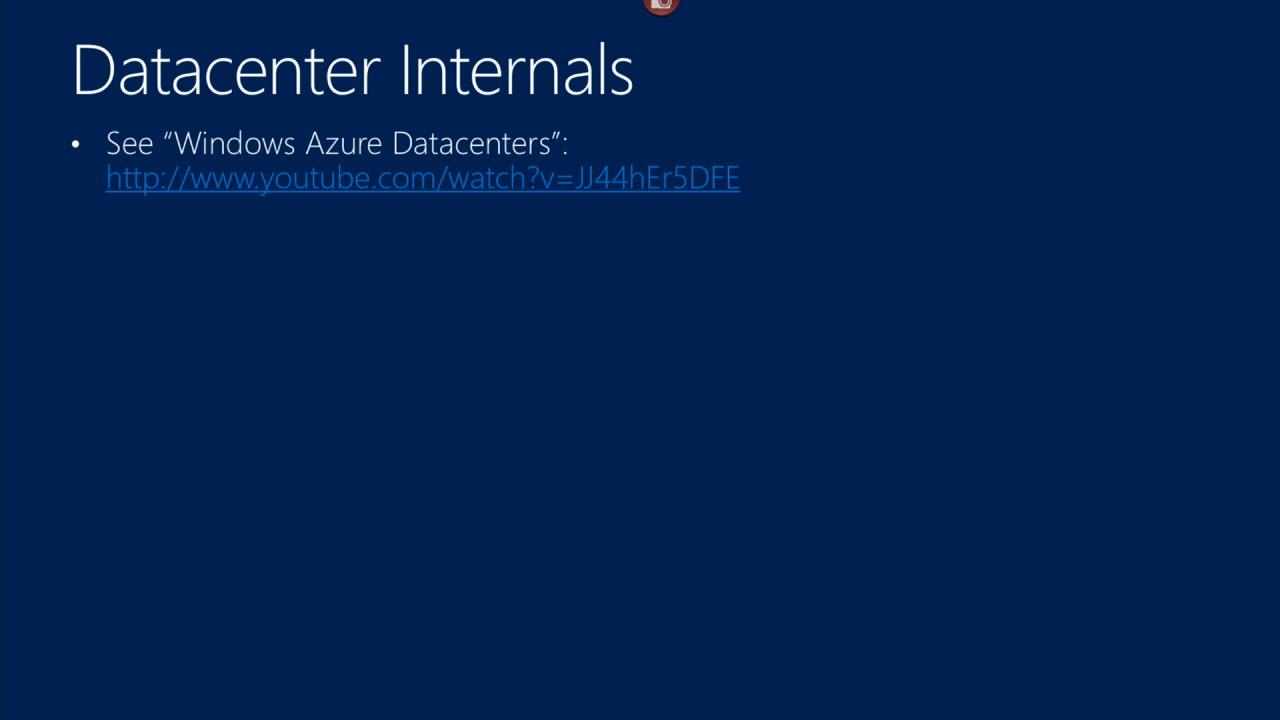 Datacenter Internals
• See “Windows Azure Datacenters”:
http://www.youtube.com/watch?v=JJ44hEr5DFE